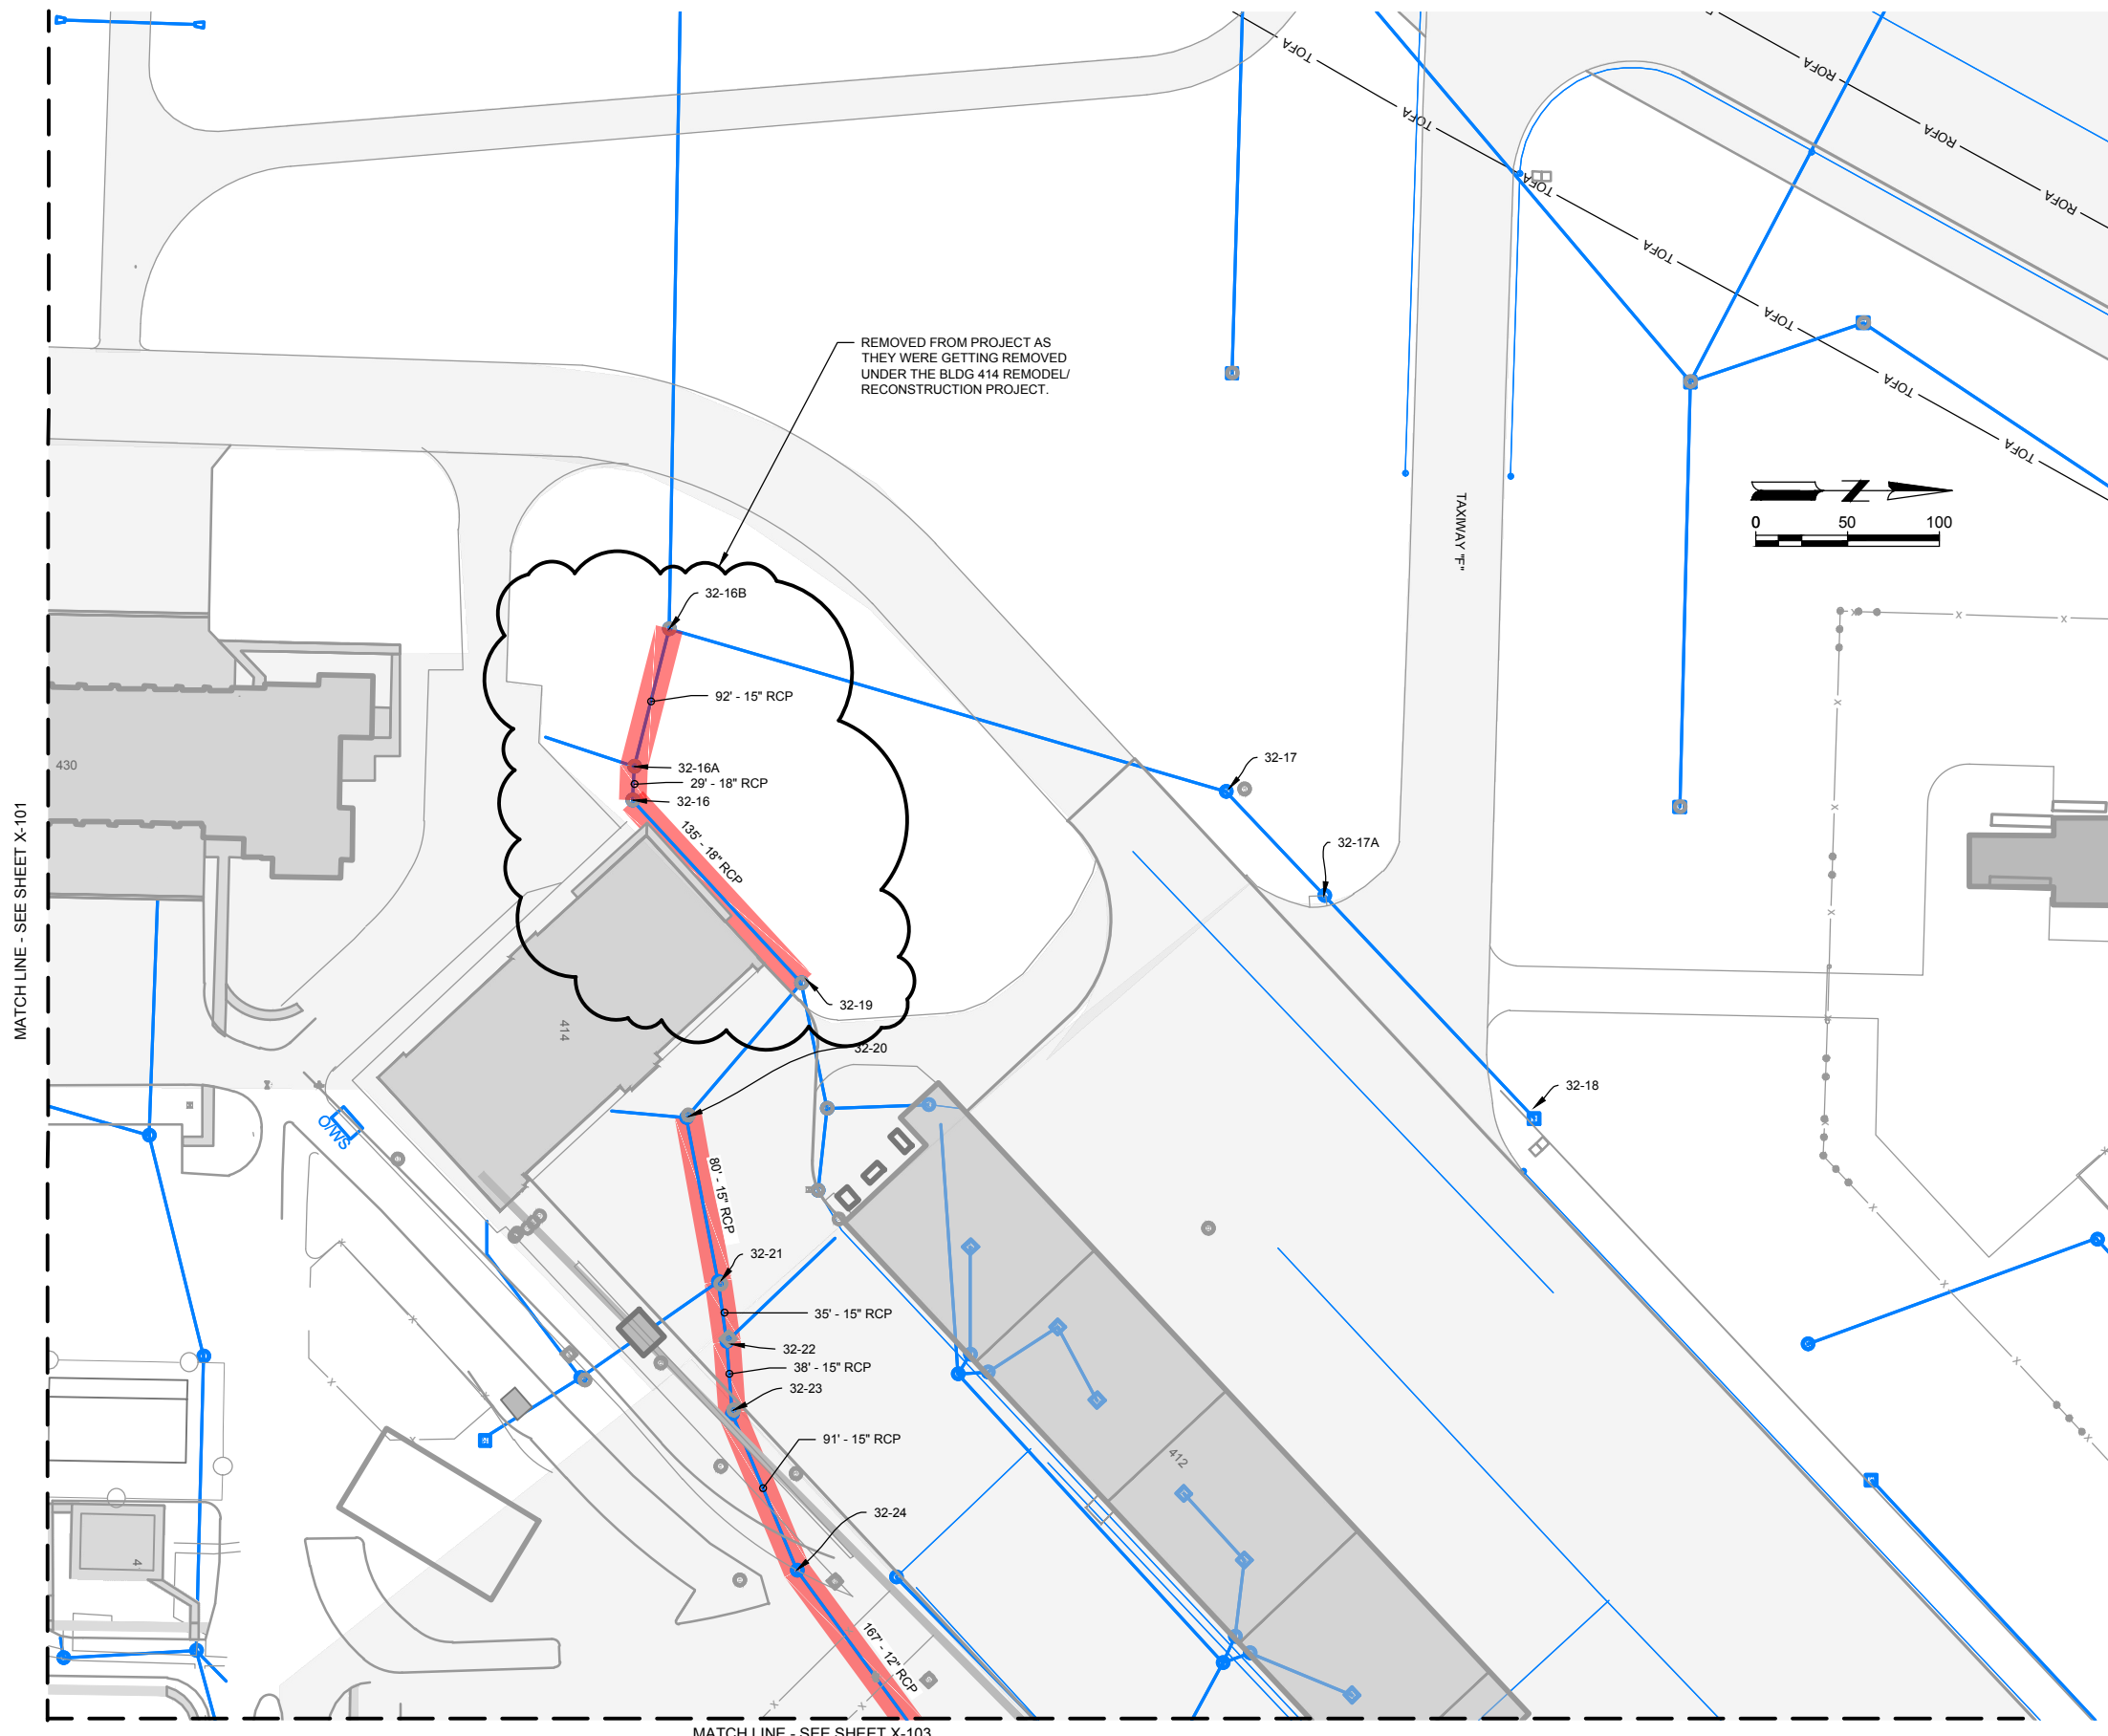 TOFA
TOFA
TOFA
TOFA
TOFA
TOFA
TOFA
ROFA
ROFA
ROFA
REMOVED FROM PROJECT AS
THEY WERE GETTING REMOVED
UNDER THE BLDG 414 REMODEL/
RECONSTRUCTION PROJECT.
TAXIWAY "F"
Z
0 50 100
32-16B
92' - 15" RCP
32-16A
29' - 18" RCP
32-16
135' - 18" RCP
32-17
32-17A
32-18
32-19
32-20
430
414
MATCH LINE - SEE SHEET X-101
O/WS
80' - 15" RCP
32-21
35' - 15" RCP
32-22
38' - 15" RCP
32-23
91' - 15" RCP
32-24
412
4
167' - 12" RCP
MATCH LINE - SEE SHEET X-103